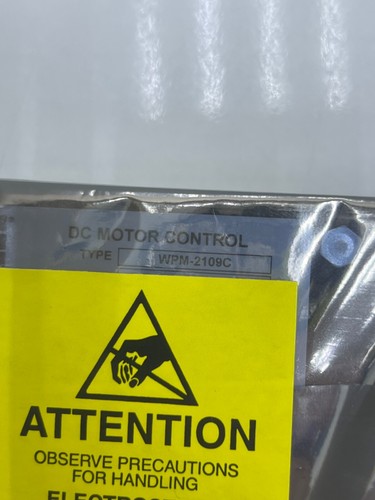 DC MOTOR CONTROL
TYPE WPM-2109C
ATTENTION
OBSERVE PRECAUTIONS
FOR HANDLING